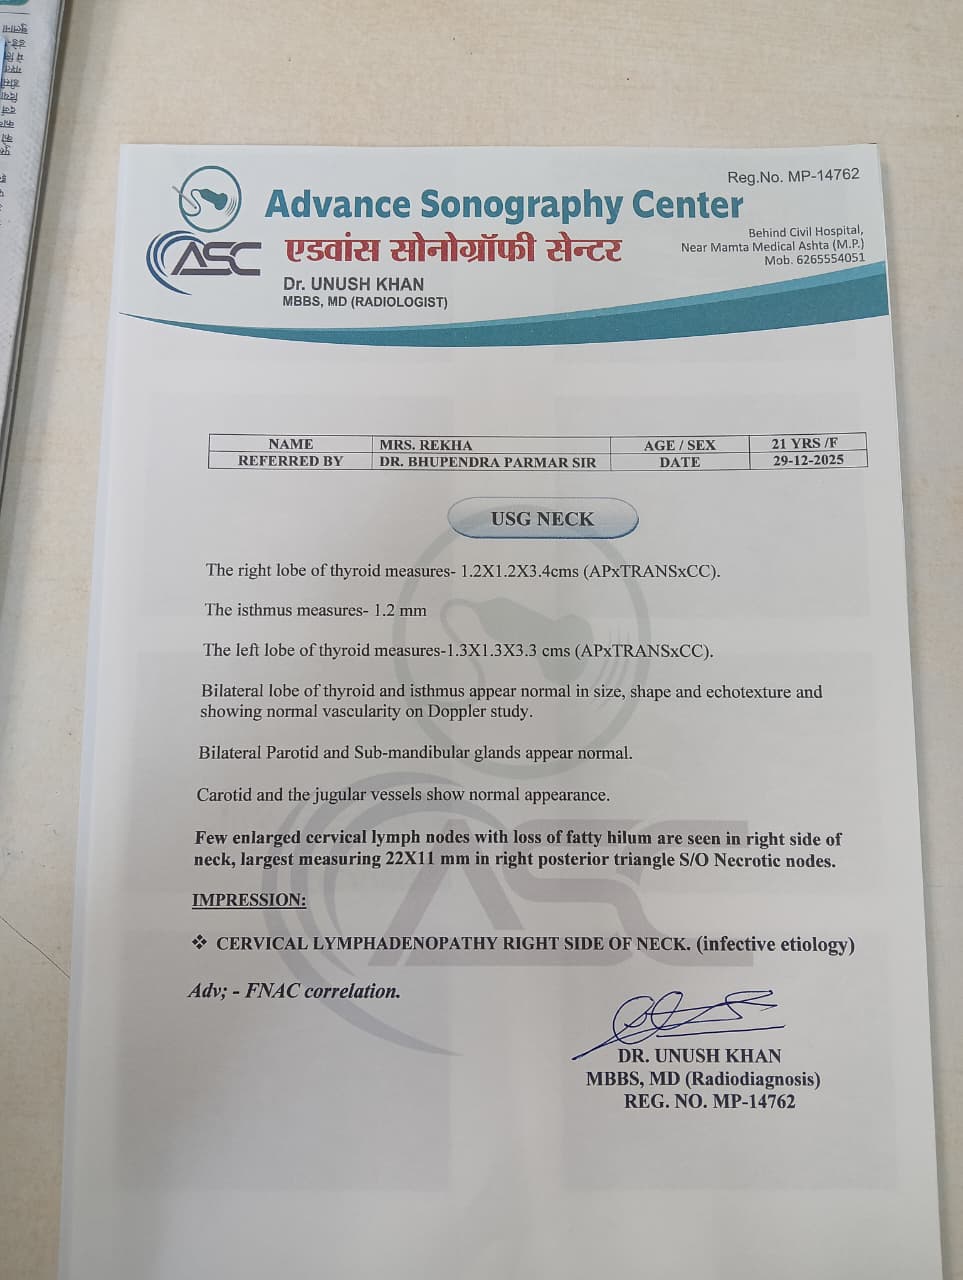 Reg.No. MP-14762
Advance Sonography Center
एडवांस सोनोग्रॉफी सेन्टर
ASC
Behind Civil Hospital,
Near Mamta Medical Ashta (M.P.)
Mob. 6265554051
Dr. UNUSH KHAN
MBBS, MD (RADIOLOGIST)
NAME MRS. REKHA AGE / SEX 21 YRS /F
REFERRED BY DR. BHUPENDRA PARMAR SIR DATE 29-12-2025
USG NECK
The right lobe of thyroid measures- 1.2X1.2X3.4cms (APxTRANSxCC).
The isthmus measures- 1.2 mm
The left lobe of thyroid measures-1.3X1.3X3.3 cms (APxTRANSxCC).
Bilateral lobe of thyroid and isthmus appear normal in size, shape and echotexture and
showing normal vascularity on Doppler study.
Bilateral Parotid and Sub-mandibular glands appear normal.
Carotid and the jugular vessels show normal appearance.
Few enlarged cervical lymph nodes with loss of fatty hilum are seen in right side of
neck, largest measuring 22X11 mm in right posterior triangle S/O Necrotic nodes.
IMPRESSION:
❖ CERVICAL LYMPHADENOPATHY RIGHT SIDE OF NECK. (infective etiology)
Adv; - FNAC correlation.
DR. UNUSH KHAN
MBBS, MD (Radiodiagnosis)
REG. NO. MP-14762
ASC